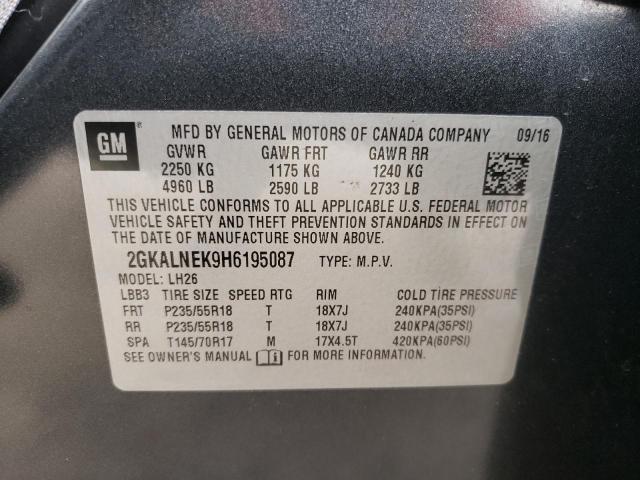 GM ®
MFD BY GENERAL MOTORS OF CANADA COMPANY 09/16
GVWR GAWR FRT GAWR RR
2250 KG 1175 KG 1240 KG
4960 LB 2590 LB 2733 LB
THIS VEHICLE CONFORMS TO ALL APPLICABLE U.S. FEDERAL MOTOR
VEHICLE SAFETY AND THEFT PREVENTION STANDARDS IN EFFECT ON
THE DATE OF MANUFACTURE SHOWN ABOVE.
2GKALNEK9H6195087 TYPE: M.P.V.
MODEL: LH26
LBB3 TIRE SIZE SPEED RTG RIM COLD TIRE PRESSURE
FRT P235/55R18 T 18X7J 240KPA(35PSI)
RR P235/55R18 T 18X7J 240KPA(35PSI)
SPA T145/70R17 M 17X4.5T 420KPA(60PSI)
SEE OWNER'S MANUAL FOR MORE INFORMATION.